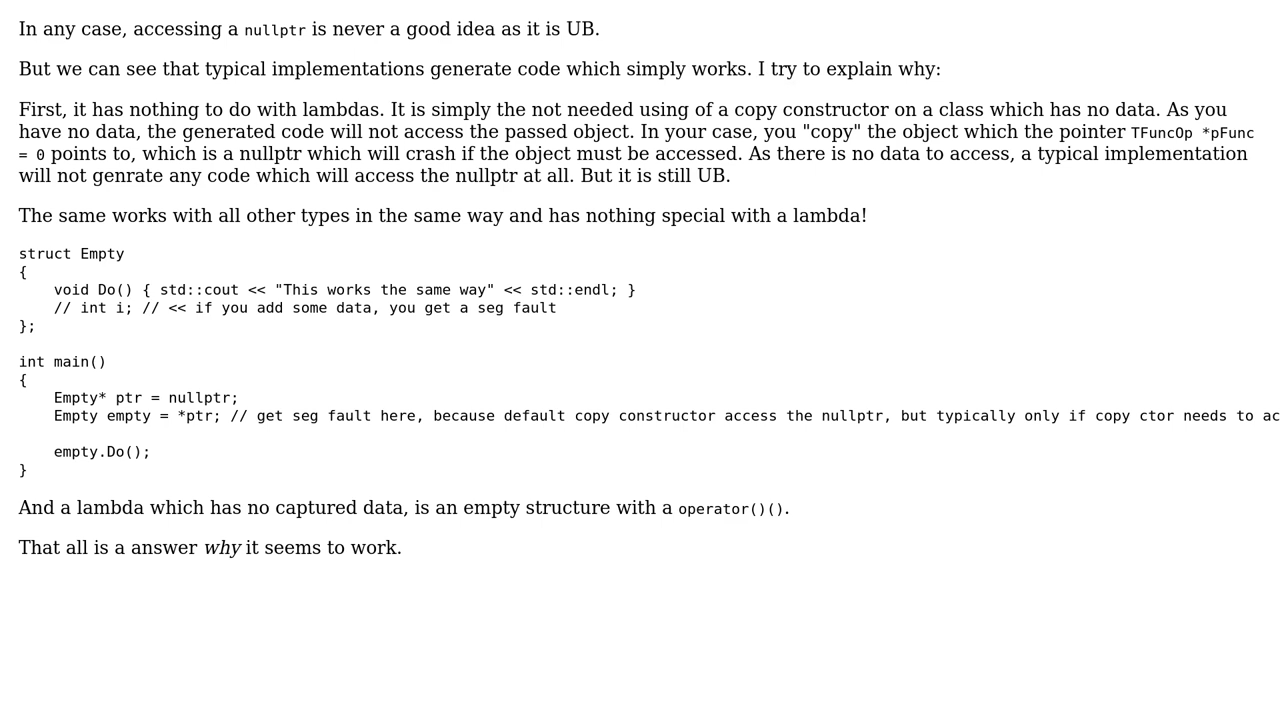 In any case, accessing a nullptr is never a good idea as it is UB.
But we can see that typical implementations generate code which simply works. I try to explain why:
First, it has nothing to do with lambdas. It is simply the not needed using of a copy constructor on a class which has no data. As you
have no data, the generated code will not access the passed object. In your case, you "copy" the object which the pointer TFuncOp *pFunc
= 0 points to, which is a nullptr which will crash if the object must be accessed. As there is no data to access, a typical implementation
will not genrate any code which will access the nullptr at all. But it is still UB.
The same works with all other types in the same way and has nothing special with a lambda!
struct Empty
{
    void Do() { std::cout << "This works the same way" << std::endl; }
    // int i; // << if you add some data, you get a seg fault
};
int main()
{
    Empty* ptr = nullptr;
    Empty empty = *ptr; // get seg fault here, because default copy constructor access the nullptr, but typically only if copy ctor needs to ac
    empty.Do();
}
And a lambda which has no captured data, is an empty structure with a operator()().
That all is a answer why it seems to work.